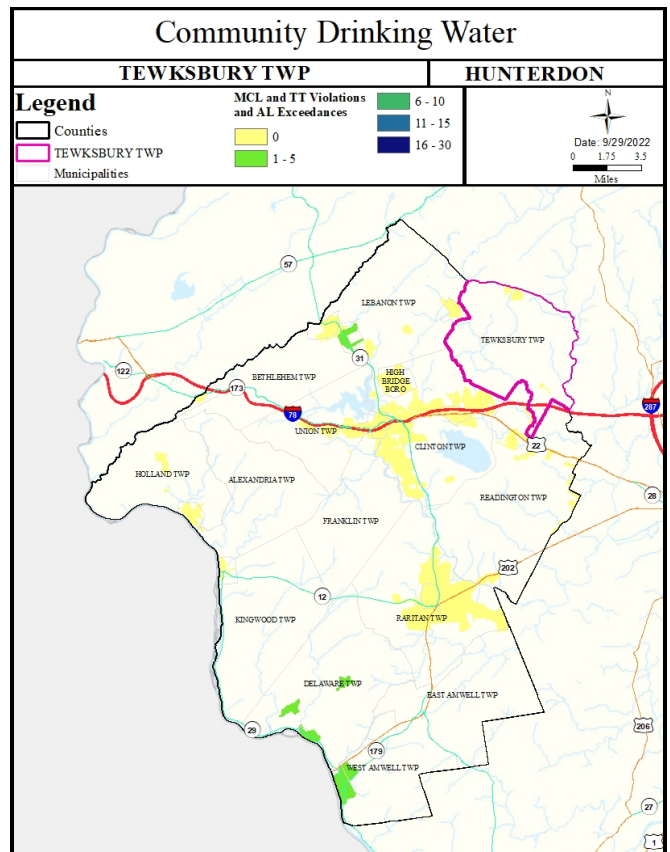 Community Drinking Water
TEWKSBURY TWP
HUNTERDON
Legend
Counties
TEWKSBURY TWP
Municipalities
MCL and TT Violations
and AL Exceedances
0
1 - 5
6 - 10
11 - 15
16 - 30
N
Date: 9/29/2022
0 1.75 3.5
Miles
57
LEBANON TWP
TEWKSBURY TWP
31
122
BETHLEHEM TWP
HIGH
BRIDGE
BORO
173
78
287
UNION TWP
22
CLINTON TWP
HOLLAND TWP
ALEXANDRIA TWP
READINGTON TWP
28
FRANKLIN TWP
202
12
KINGWOOD TWP
RARITAN TWP
DELAWARE TWP
EAST AMWELL TWP
29
206
179
WEST AMWELL TWP
27
1